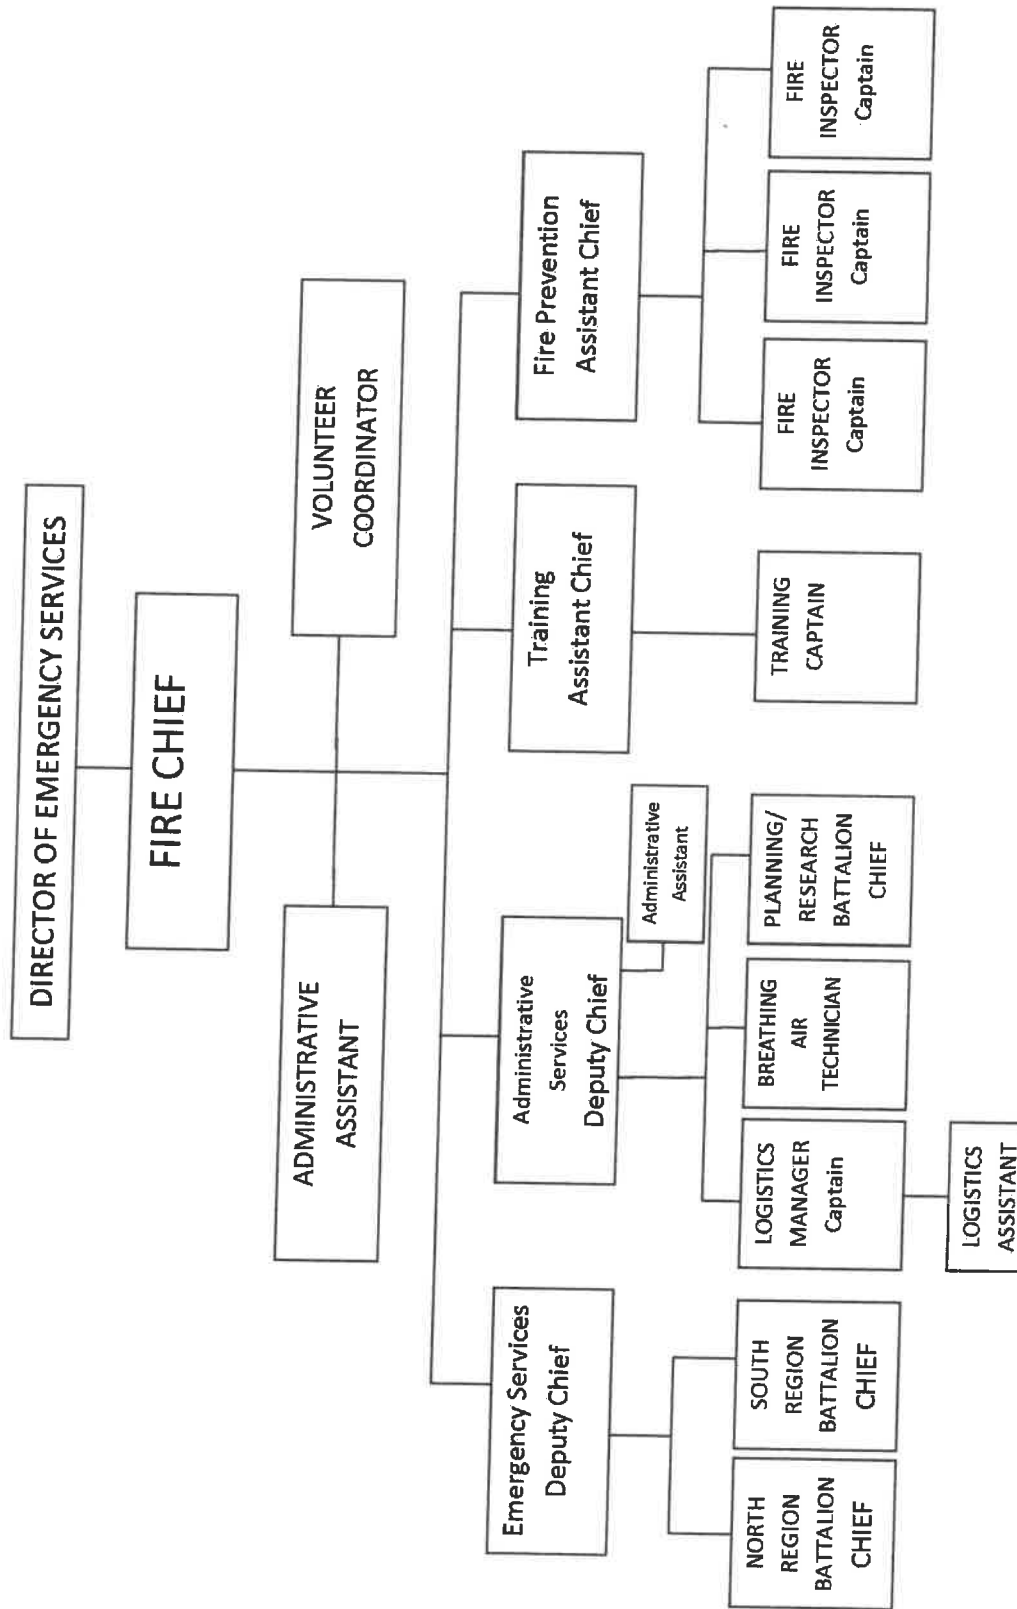 DIRECTOR OF EMERGENCY SERVICES
FIRE CHIEF
ADMINISTRATIVE
ASSISTANT
VOLUNTEER
COORDINATOR
Emergency Services
Deputy Chief
Administrative
Services
Deputy Chief
Training
Assistant Chief
Fire Prevention
Assistant Chief
Administrative
Assistant
NORTH
REGION
BATTALION
CHIEF
SOUTH
REGION
BATTALION
CHIEF
LOGISTICS
MANAGER
Captain
BREATHING
AIR
TECHNICIAN
PLANNING/
RESEARCH
BATTALION
CHIEF
TRAINING
CAPTAIN
FIRE
INSPECTOR
Captain
FIRE
INSPECTOR
Captain
FIRE
INSPECTOR
Captain
LOGISTICS
ASSISTANT